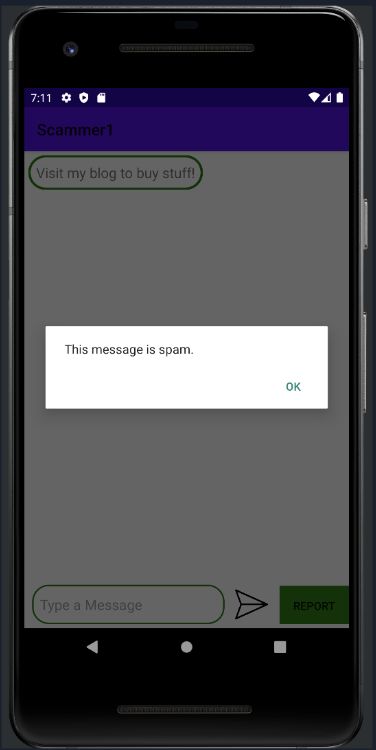 7:11
Scammer1
Visit my blog to buy stuff!
This message is spam.
OK
Type a Message
REPORT